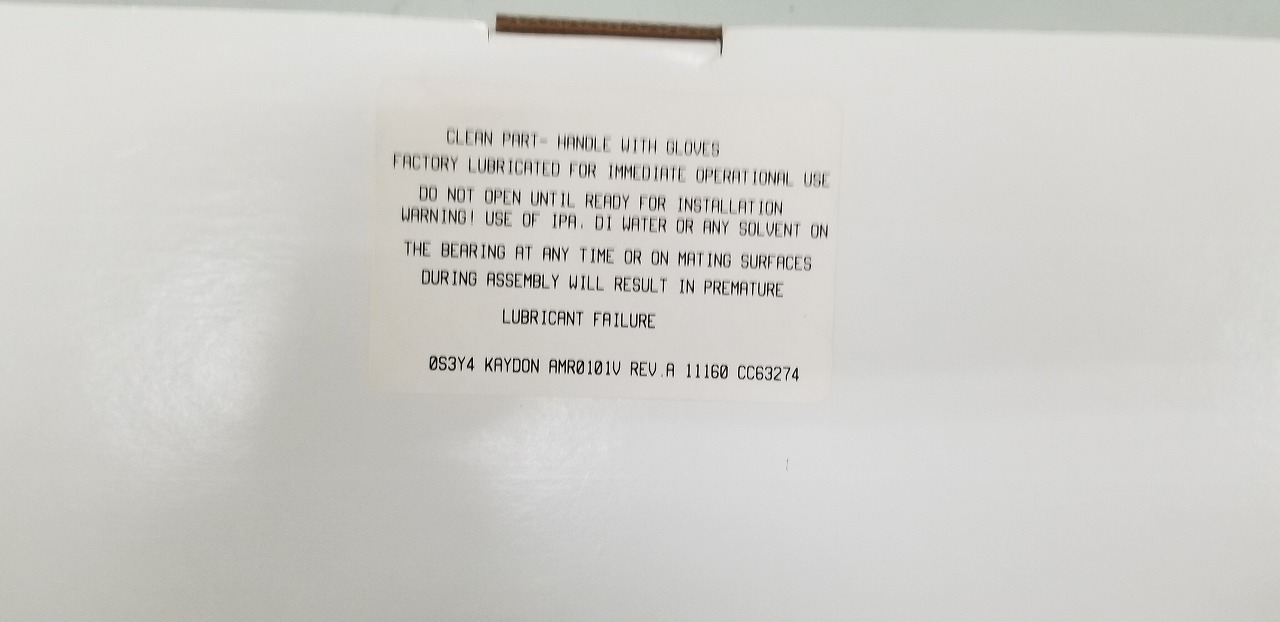 CLEAN PART- HANDLE WITH GLOVES
FACTORY LUBRICATED FOR IMMEDIATE OPERATIONAL USE
DO NOT OPEN UNTIL READY FOR INSTALLATION
WARNING! USE OF IPA, DI WATER OR ANY SOLVENT ON
THE BEARING AT ANY TIME OR ON MATING SURFACES
DURING ASSEMBLY WILL RESULT IN PREMATURE
LUBRICANT FAILURE
0S3Y4 KAYDON AMR0101V REV.A 11160 CC63274